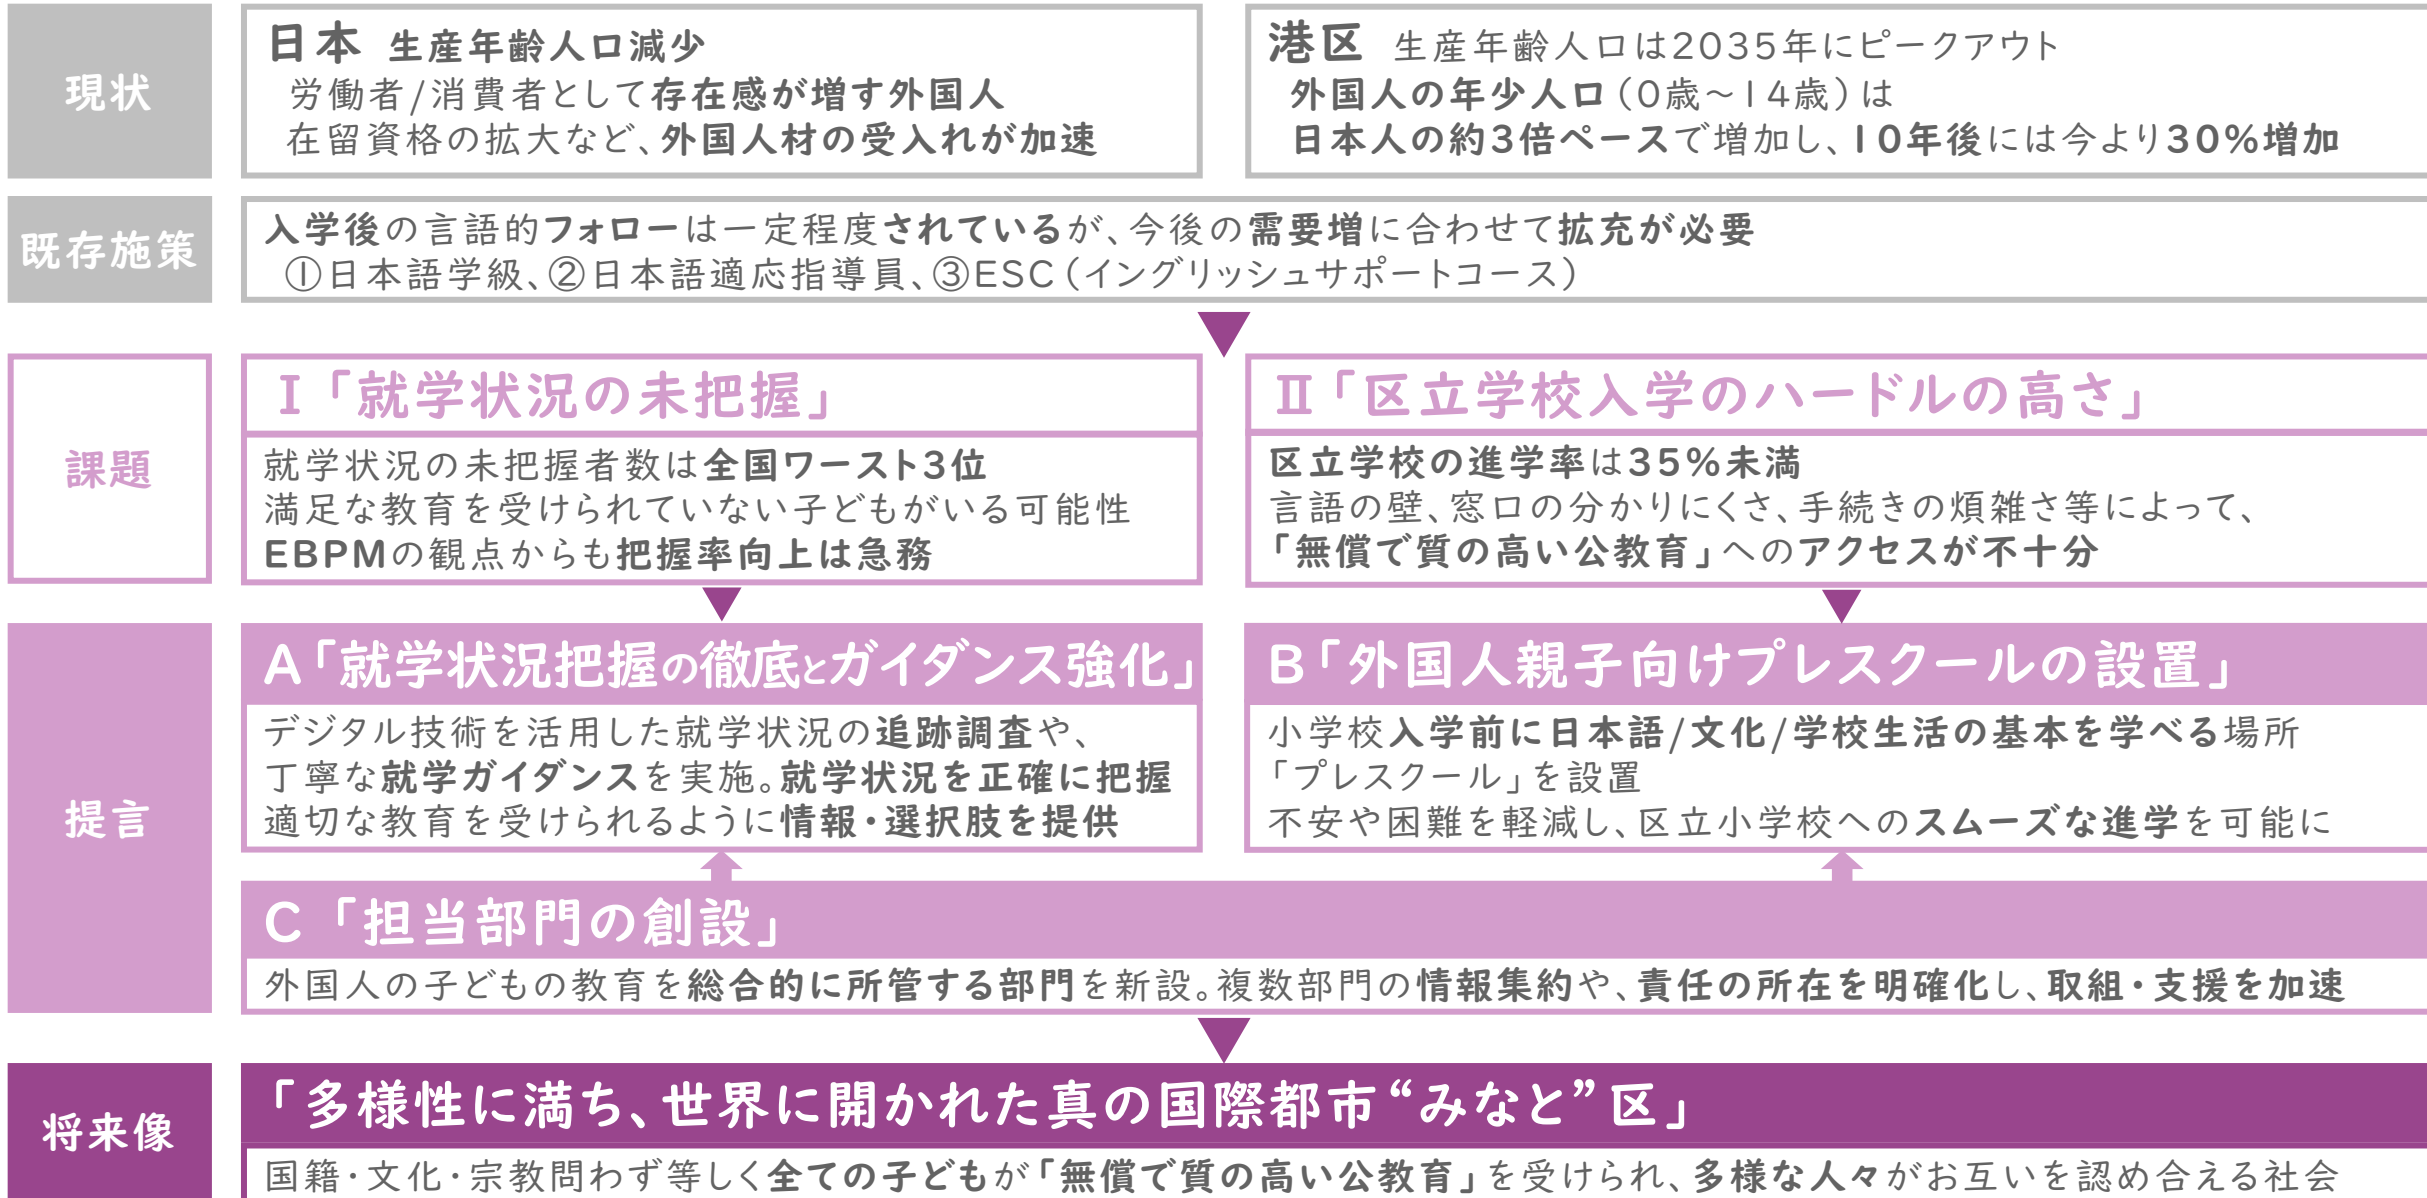 現状
日本 生産年齢人口減少
労働者/消費者として存在感が増す外国人
在留資格の拡大など、外国人材の受入れが加速
港区 生産年齢人口は2035年にピークアウト
外国人の年少人口（0歳～14歳）は
日本人の約3倍ペースで増加し、10年後には今より30％増加
既存施策
入学後の言語的フォローは一定程度されているが、今後の需要増に合わせて拡充が必要
①日本語学級、②日本語適応指導員、③ESC（イングリッシュサポートコース）
課題
Ⅰ「就学状況の未把握」
就学状況の未把握者数は全国ワースト3位
満足な教育を受けられていない子どもがいる可能性
EBPMの観点からも把握率向上は急務
Ⅱ「区立学校入学のハードルの高さ」
区立学校の進学率は35％未満
言語の壁、窓口の分かりにくさ、手続きの煩雑さ等によって、
「無償で質の高い公教育」へのアクセスが不十分
提言
A「就学状況把握の徹底とガイダンス強化」
デジタル技術を活用した就学状況の追跡調査や、
丁寧な就学ガイダンスを実施。就学状況を正確に把握
適切な教育を受けられるように情報・選択肢を提供
B「外国人親子向けプレスクールの設置」
小学校入学前に日本語/文化/学校生活の基本を学べる場所
「プレスクール」を設置
不安や困難を軽減し、区立小学校へのスムーズな進学を可能に
C「担当部門の創設」
外国人の子どもの教育を総合的に所管する部門を新設。複数部門の情報集約や、責任の所在を明確化し、取組・支援を加速
将来像
「多様性に満ち、世界に開かれた真の国際都市“みなと”区」
国籍・文化・宗教問わず等しく全ての子どもが「無償で質の高い公教育」を受けられ、多様な人々がお互いを認め合える社会